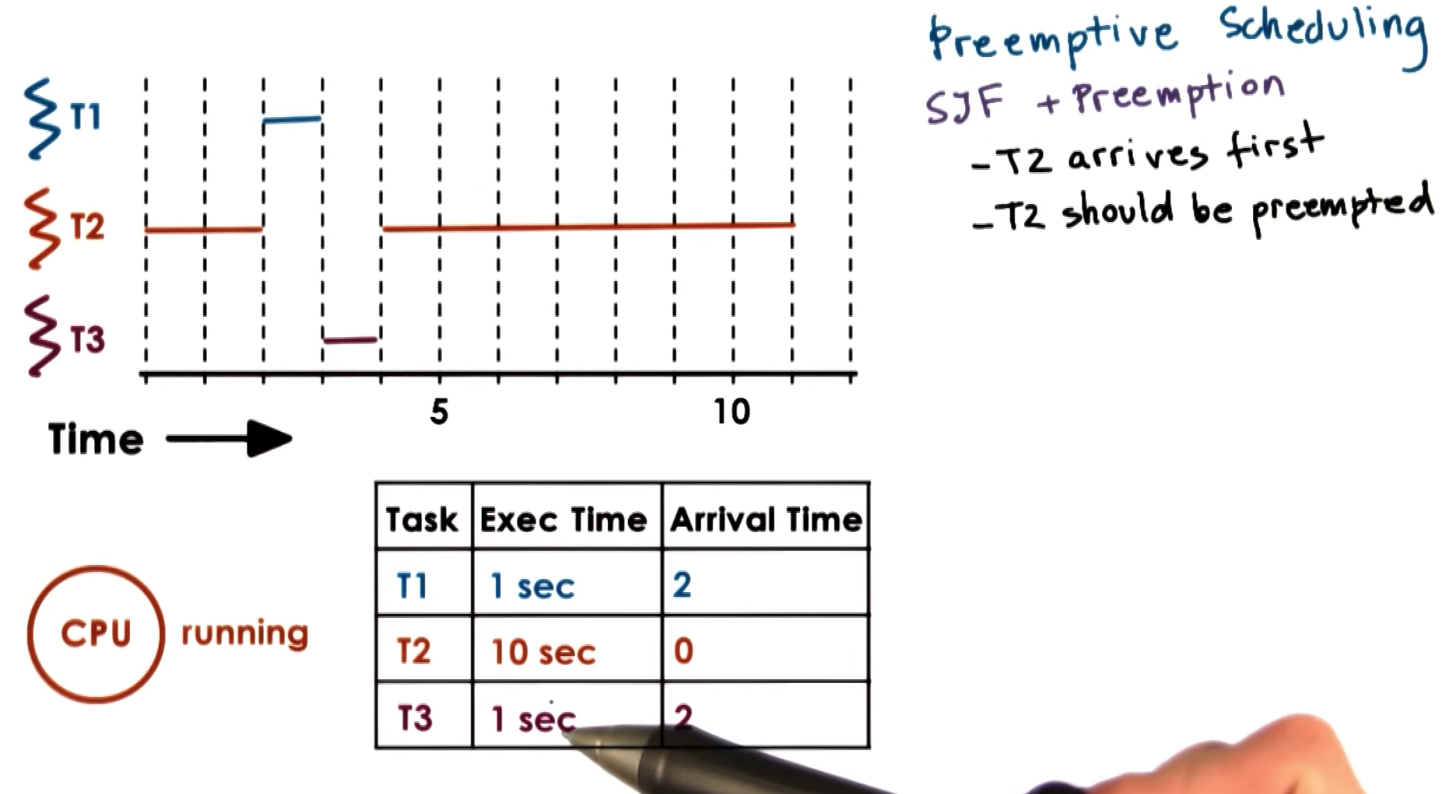 Preemptive Scheduling
SJF + Preemption
- T2 arrives first
- T2 should be preempted
T1
T2
T3
5 10
Time
Task Exec Time Arrival Time
T1 1 sec 2
T2 10 sec 0
T3 1 sec 2
CPU running